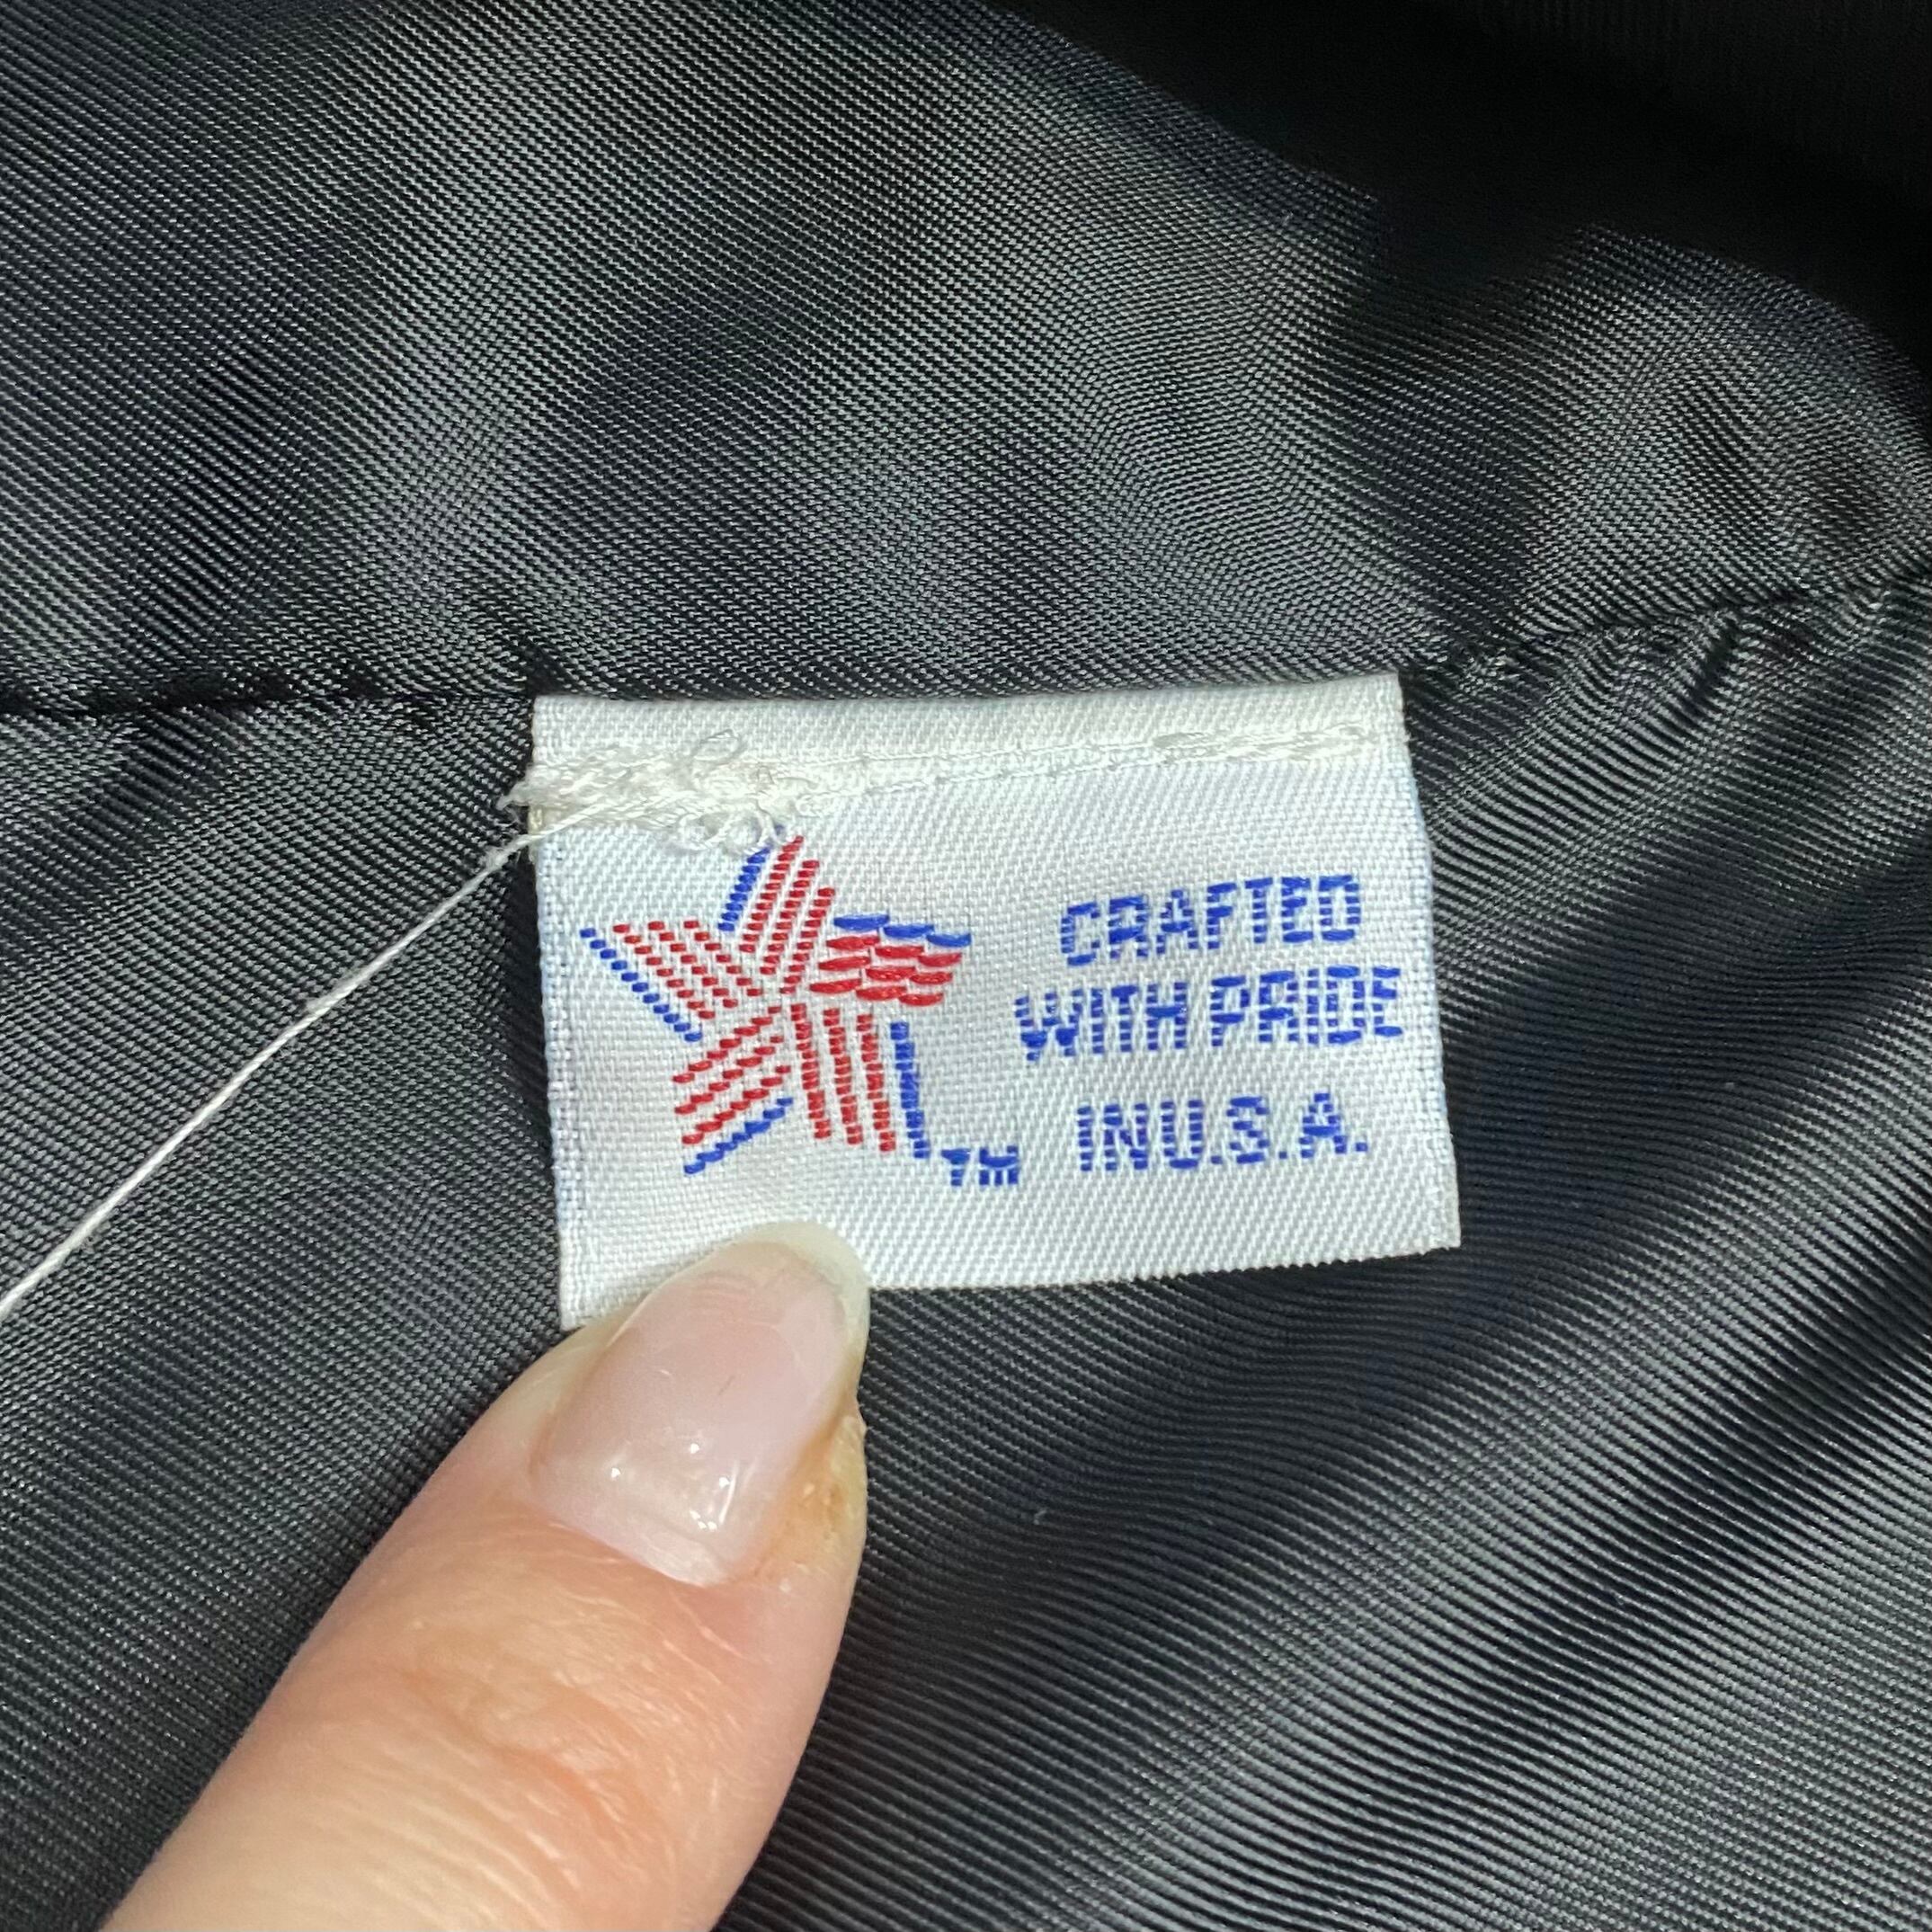 CRAFTED
WITH PRIDE
IN U.S.A.
TM